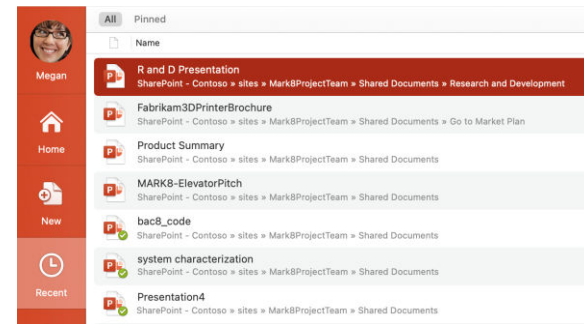 All Pinned
Name
Megan
R and D Presentation
SharePoint - Contoso » sites » Mark8ProjectTeam » Shared Documents » Research and Development
Fabrikam3DPrinterBrochure
SharePoint - Contoso » sites » Mark8ProjectTeam » Shared Documents » Go to Market Plan
Home
Product Summary
SharePoint - Contoso » sites » Mark8ProjectTeam » Shared Documents
MARK8-ElevatorPitch
SharePoint - Contoso » sites » Mark8ProjectTeam » Shared Documents
New
bac8_code
SharePoint - Contoso » sites » Mark8ProjectTeam » Shared Documents
system characterization
SharePoint - Contoso » sites » Mark8ProjectTeam » Shared Documents
Recent
Presentation4
SharePoint - Contoso » sites » Mark8ProjectTeam » Shared Documents